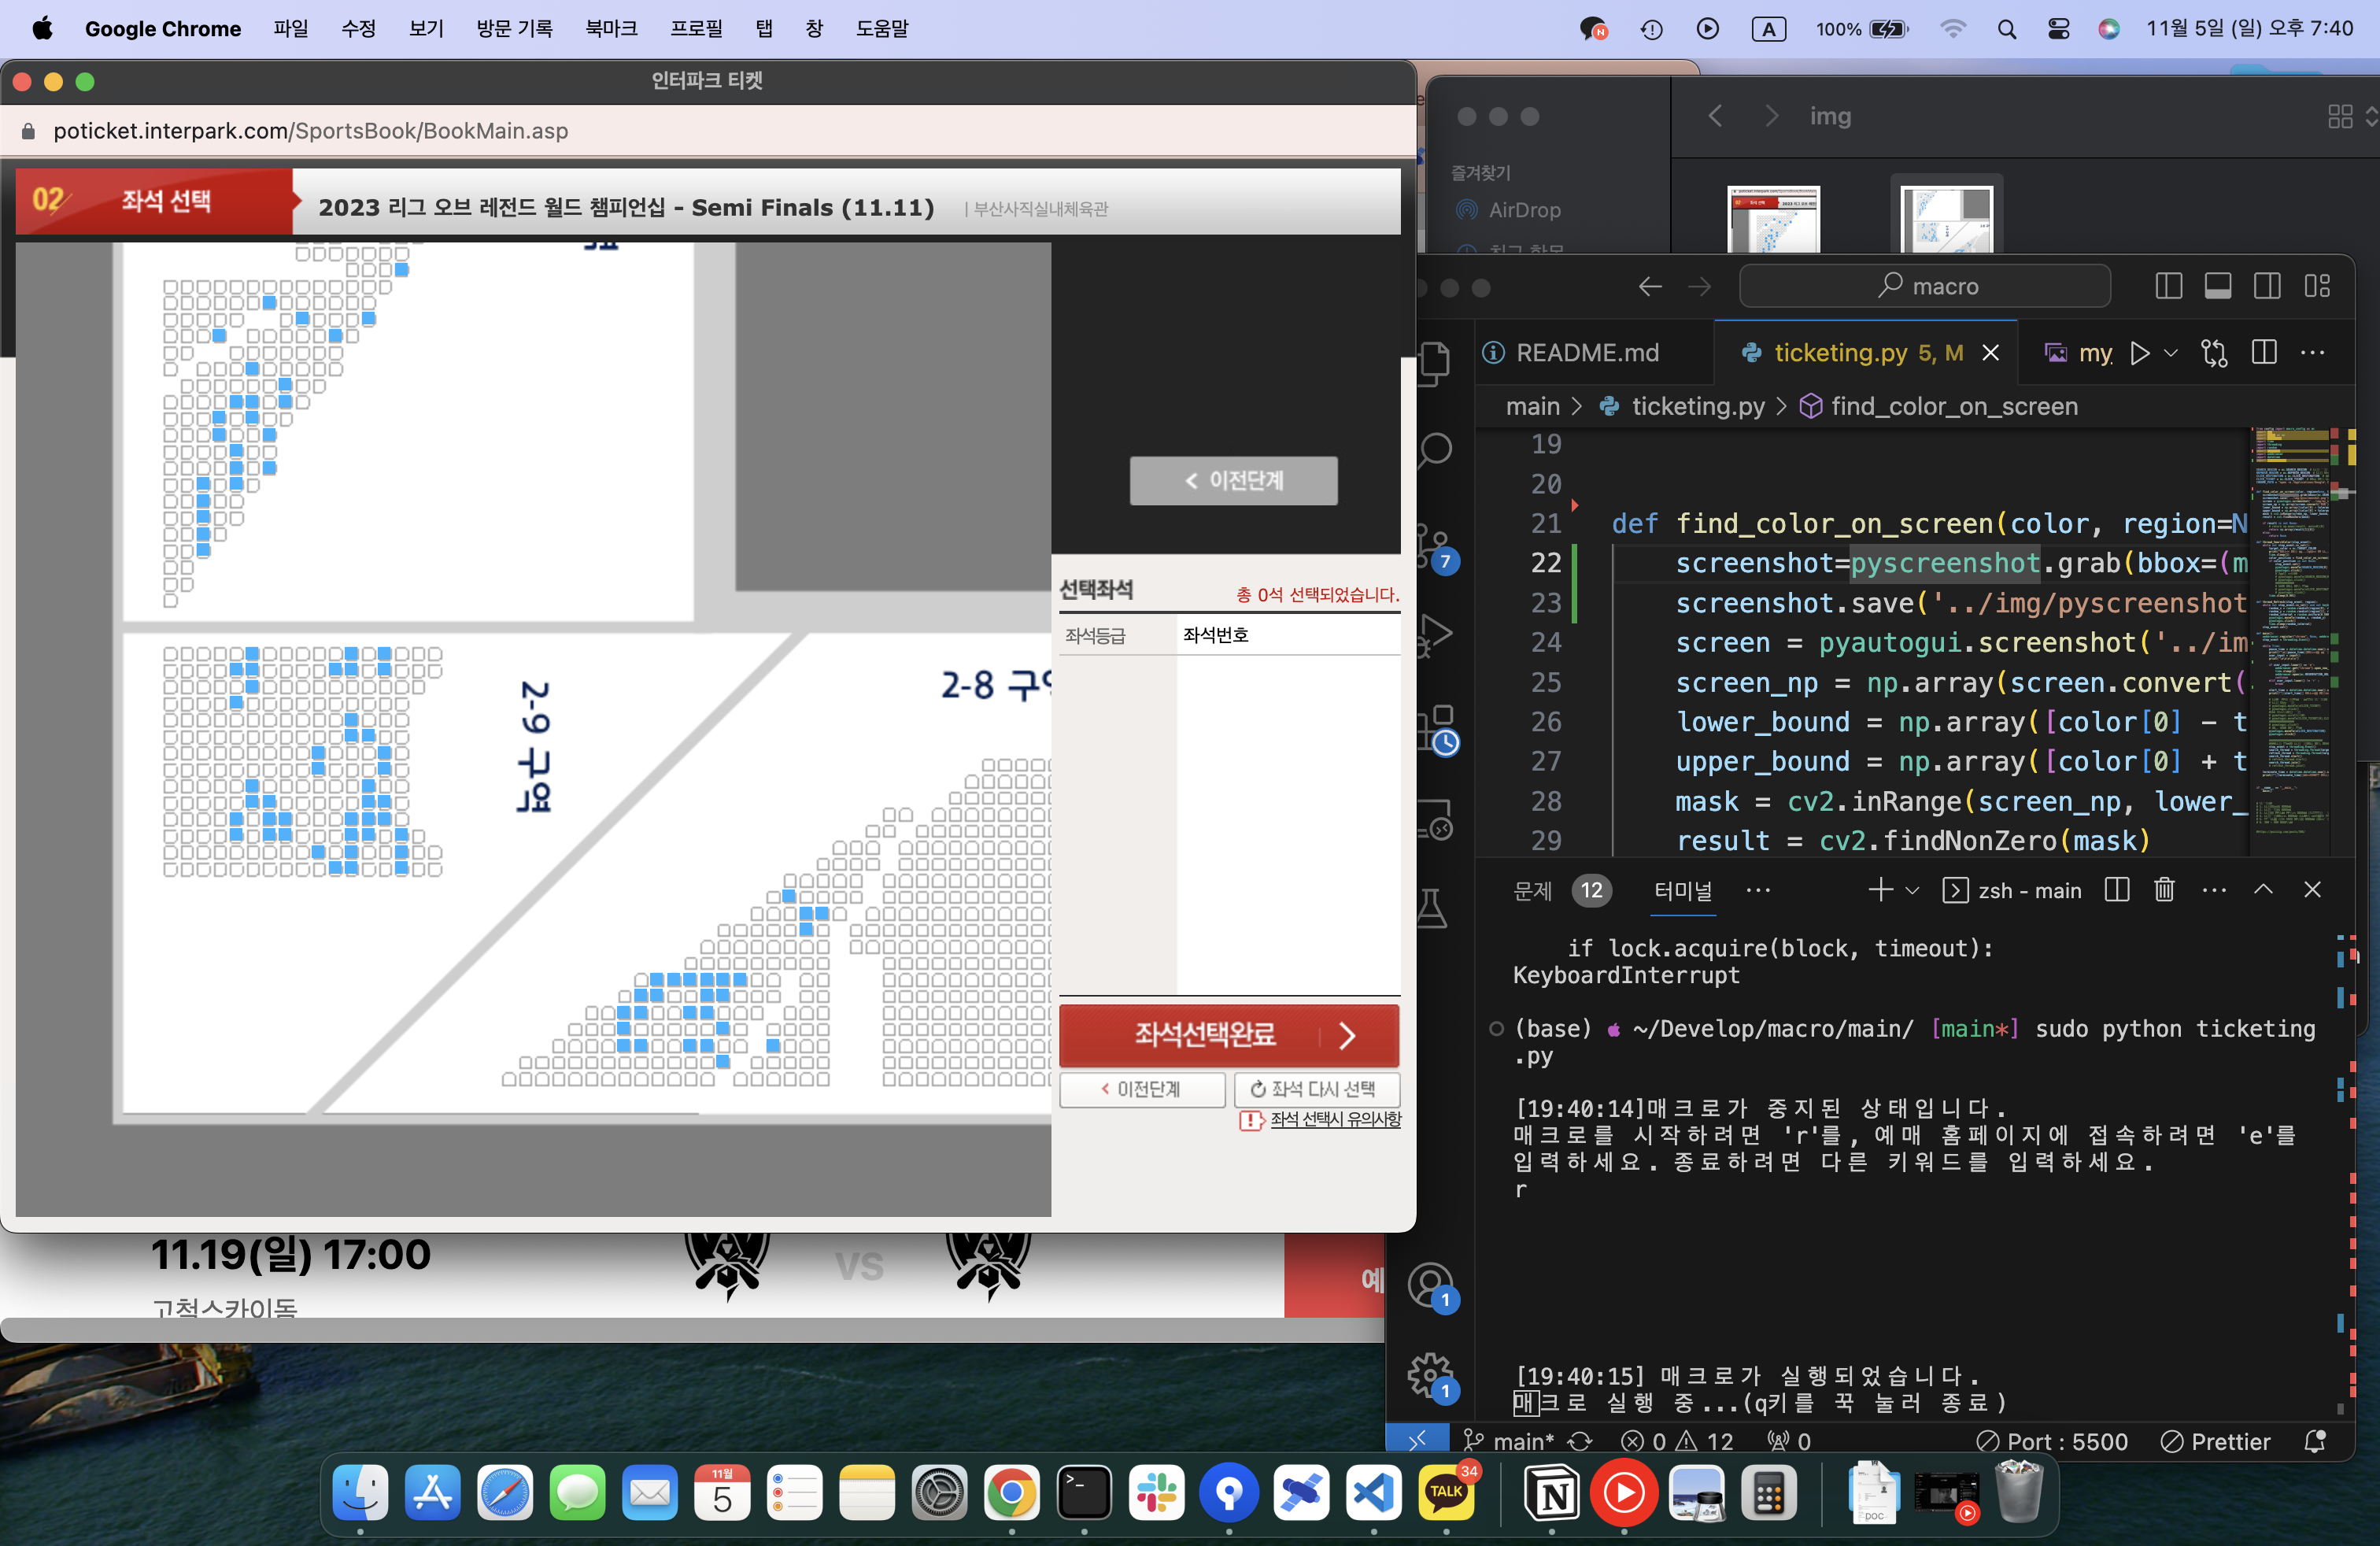 Google Chrome 파일 수정 보기 방문 기록 북마크 프로필 탭 창 도움말
A 100% 11월 5일 (일) 오후 7:40
인터파크 티켓
poticket.interpark.com/SportsBook/BookMain.asp
02 좌석 선택
2023 리그 오브 레전드 월드 챔피언십 - Semi Finals (11.11) | 부산사직실내체육관
2-9 구역
2-8
< 이전단계
선택좌석 총 0석 선택되었습니다.
좌석등급 좌석번호
좌석선택완료
이전단계
좌석 다시 선택
좌석 선택시 유의사항
11.19(일) 17:00
VS
고척스카이돔
예
img
즐겨찾기
AirDrop
macro
README.md
ticketing.py 5, M
my
main > ticketing.py > find_color_on_screen
19
20
21 def find_color_on_screen(color, region=N
22 screenshot=pyscreenshot.grab(bbox=(m
23 screenshot.save('../img/pyscreenshot
24 screen = pyautogui.screenshot('../im
25 screen_np = np.array(screen.convert(
26 lower_bound = np.array([color[0] - t
27 upper_bound = np.array([color[0] + t
28 mask = cv2.inRange(screen_np, lower_
29 result = cv2.findNonZero(mask)
7
문제 12 터미널 ... zsh - main
if lock.acquire(block, timeout):
KeyboardInterrupt
(base) ~/Develop/macro/main/ [main*] sudo python ticketing
.py
[19:40:14]매크로가 중지된 상태입니다.
매크로를 시작하려면 'r'를, 예매 홈페이지에 접속하려면 'e'를
입력하세요. 종료하려면 다른 키워드를 입력하세요.
r
[19:40:15] 매크로가 실행되었습니다.
매크로 실행 중...(q키를 꾹 눌러 종료)
1
1
main* 0 12 0 Port : 5500 Prettier
11월
5
TALK
34
N
poc